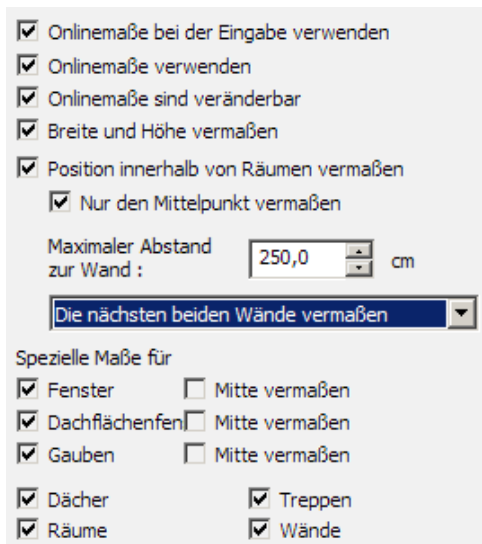 Onlinemaße bei der Eingabe verwenden
Onlinemaße verwenden
Onlinemaße sind veränderbar
Breite und Höhe vermaßen
Position innerhalb von Räumen vermaßen
Nur den Mittelpunkt vermaßen
Maximaler Abstand
zur Wand : 250,0 cm
Die nächsten beiden Wände vermaßen
Spezielle Maße für
Fenster Mitte vermaßen
Dachflächenfen Mitte vermaßen
Gauben Mitte vermaßen
Dächer Treppen
Räume Wände